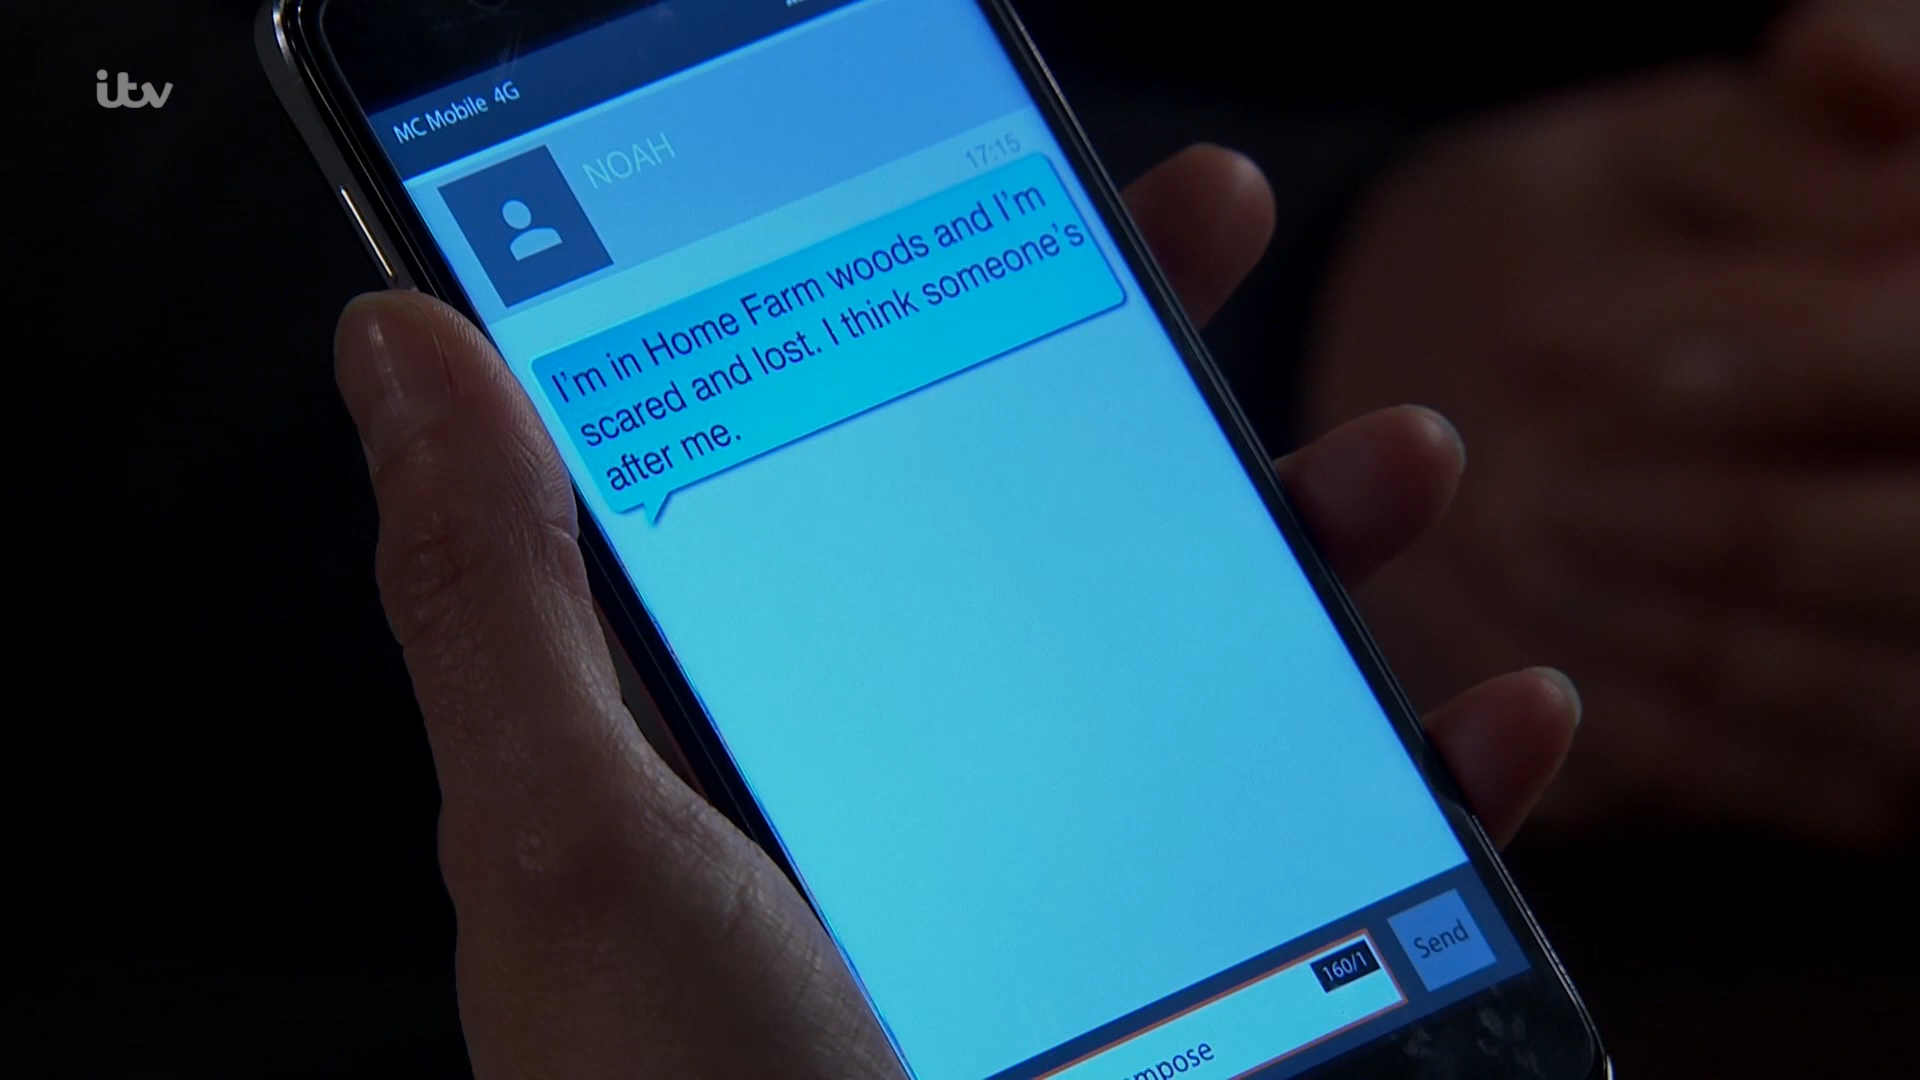 itv
MC Mobile 4G
NOAH
17:15
I'm in Home Farm woods and I'm
scared and lost. I think someone's
after me.
160/1
Send